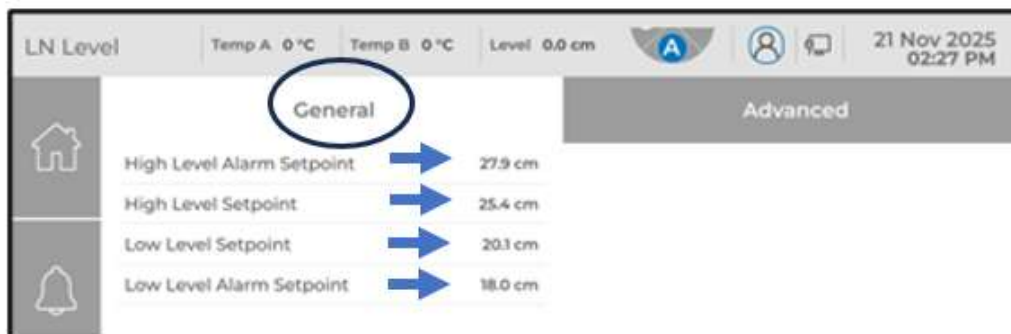 LN Level Temp A 0 °C Temp B 0 °C Level 0.0 cm A 21 Nov 2025
02:27 PM
General Advanced
High Level Alarm Setpoint 27.9 cm
High Level Setpoint 25.4 cm
Low Level Setpoint 20.1 cm
Low Level Alarm Setpoint 18.0 cm